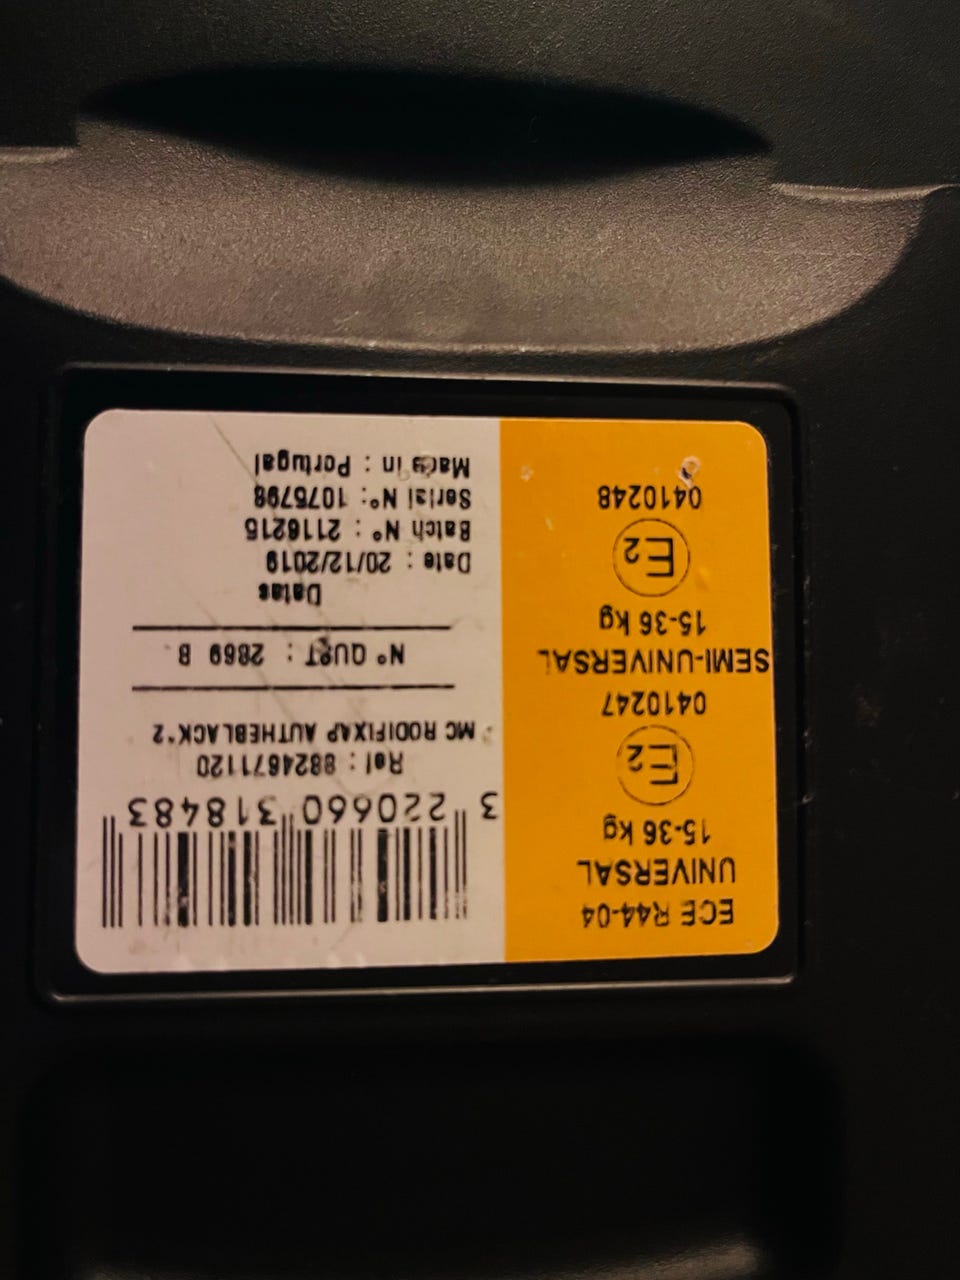 ECE R44-04
UNIVERSAL
15-36 kg
E2
0410247
SEMI-UNIVERSAL
15-36 kg
E2
0410248
3 220660 318483
Ref : 8824671120
MC RODIFIXAP AUTHEBLACK*2
N° QUST : 2869 B
Datas
Date : 20/12/2019
Batch N° : 2116215
Serial N° : 1075798
Made in : Portugal